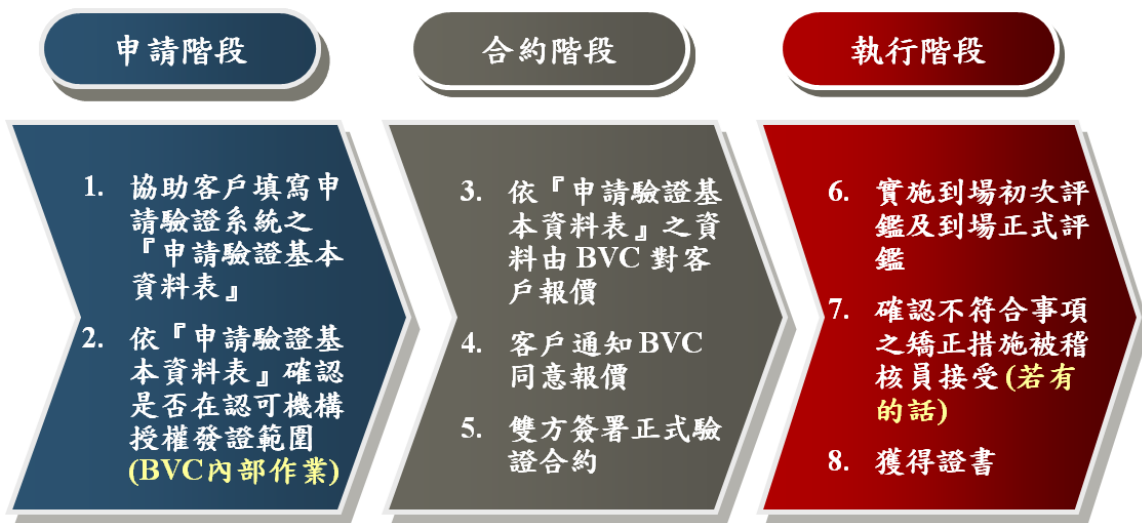 申請階段
1. 協助客戶填寫申
請驗證系統之
『申請驗證基本
資料表』
2. 依『申請驗證基
本資料表』確認
是否在認可機構
授權發證範圍
(BVC內部作業)
合約階段
3. 依『申請驗證基
本資料表』之資
料由 BVC 對客
戶報價
4. 客戶通知 BVC
同意報價
5. 雙方簽署正式驗
證合約
執行階段
6. 實施到場初次評
鑑及到場正式評
鑑
7. 確認不符合事項
之矯正措施被稽
核員接受(若有
的話)
8. 獲得證書